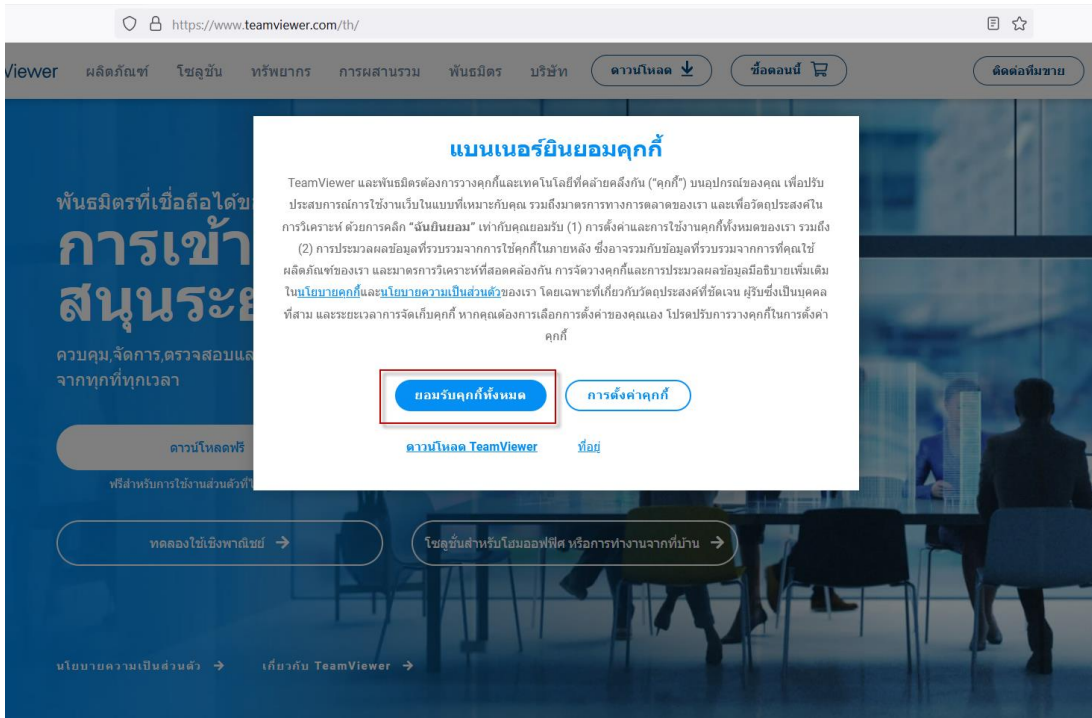 https://www.teamviewer.com/th/
Viewer ผลิตภัณฑ์ โซลูชัน ทรัพยากร การผสานรวม พันธมิตร บริษัท ดาวน์โหลด ซื้อตอนนี้ ติดต่อทีมขาย
แบนเนอร์ยินยอมคุกกี้
TeamViewer และพันธมิตรต้องการวางคุกกี้และเทคโนโลยีที่คล้ายคลึงกัน ("คุกกี้") บนอุปกรณ์ของคุณ เพื่อปรับ
ประสบการณ์การใช้งานเว็บในแบบที่เหมาะกับคุณ รวมถึงมาตรการทางการตลาดของเรา และเพื่อวัตถุประสงค์ใน
การวิเคราะห์ ด้วยการคลิก "ฉันยินยอม" เท่ากับคุณยอมรับ (1) การตั้งค่าและการใช้งานคุกกี้ทั้งหมดของเรา รวมถึง
(2) การประมวลผลข้อมูลที่รวบรวมจากการใช้คุกกี้ในภายหลัง ซึ่งอาจรวมกับข้อมูลที่รวบรวมจากการที่คุณใช้
ผลิตภัณฑ์ของเรา และมาตรการวิเคราะห์ที่สอดคล้องกัน การจัดวางคุกกี้และการประมวลผลข้อมูลมีอธิบายเพิ่มเติม
ในนโยบายคุกกี้และนโยบายความเป็นส่วนตัวของเรา โดยเฉพาะที่เกี่ยวกับวัตถุประสงค์ที่ชัดเจน ผู้รับซึ่งเป็นบุคคล
ที่สาม และระยะเวลาการจัดเก็บคุกกี้ หากคุณต้องการเลือกการตั้งค่าของคุณเอง โปรดปรับการวางคุกกี้ในการตั้งค่า
คุกกี้
ยอมรับคุกกี้ทั้งหมด การตั้งค่าคุกกี้
ดาวน์โหลด TeamViewer ที่อยู่
พันธมิตรที่เชื่อถือได้ข
การเข้า
สนุนระย
ควบคุม,จัดการ,ตรวจสอบแล
จากทุกที่ทุกเวลา
ดาวน์โหลดฟรี
ฟรีสำหรับการใช้งานส่วนตัวที่ไ
ทดลองใช้เชิงพาณิชย์ โซลูชั่นสำหรับโฮมออฟฟิศ หรือการทำงานจากที่บ้าน
นโยบายความเป็นส่วนตัว เกี่ยวกับ TeamViewer